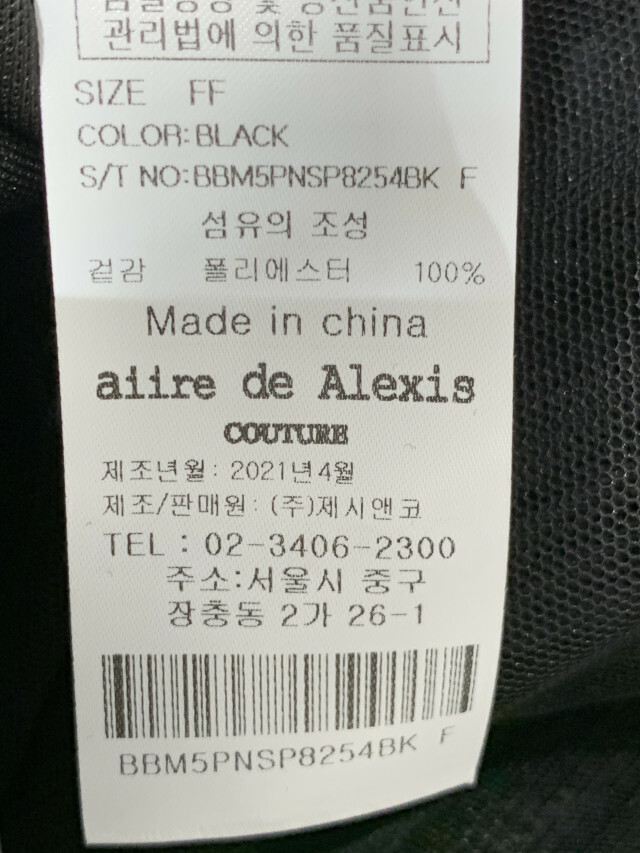 관리법에 의한 품질표시
SIZE FF
COLOR:BLACK
S/T NO:BBM5PNSP8254BK F
섬유의 조성
겉감 폴리에스터 100%
Made in china
aiire de Alexis
COUTURE
제조년월 : 2021년4월
제조/판매원 : (주)제시앤코
TEL : 02-3406-2300
주소:서울시 중구
장충동 2가 26-1
BBM5PNSP8254BK F